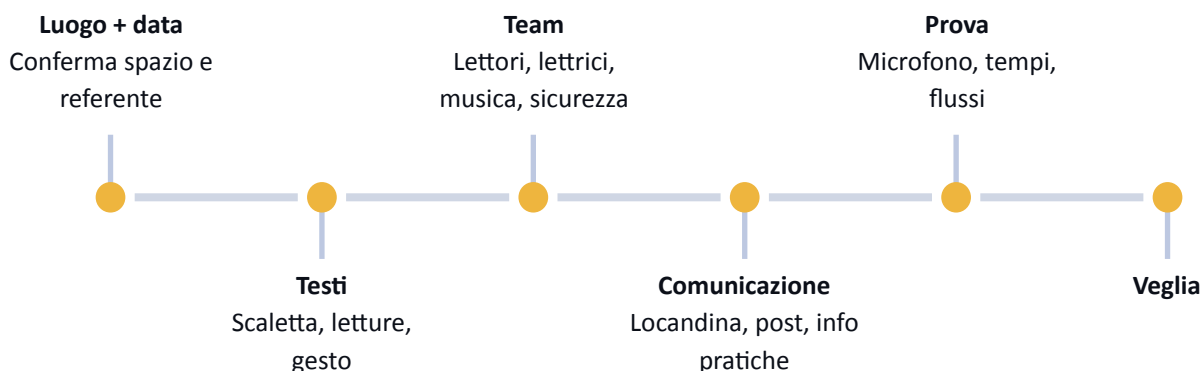 Luogo + data
Conferma spazio e
referente
Testi
Scaletta, letture,
gesto
Team
Lettori, lettrici,
musica, sicurezza
Comunicazione
Locandina, post, info
pratiche
Prova
Microfono, tempi,
flussi
Veglia